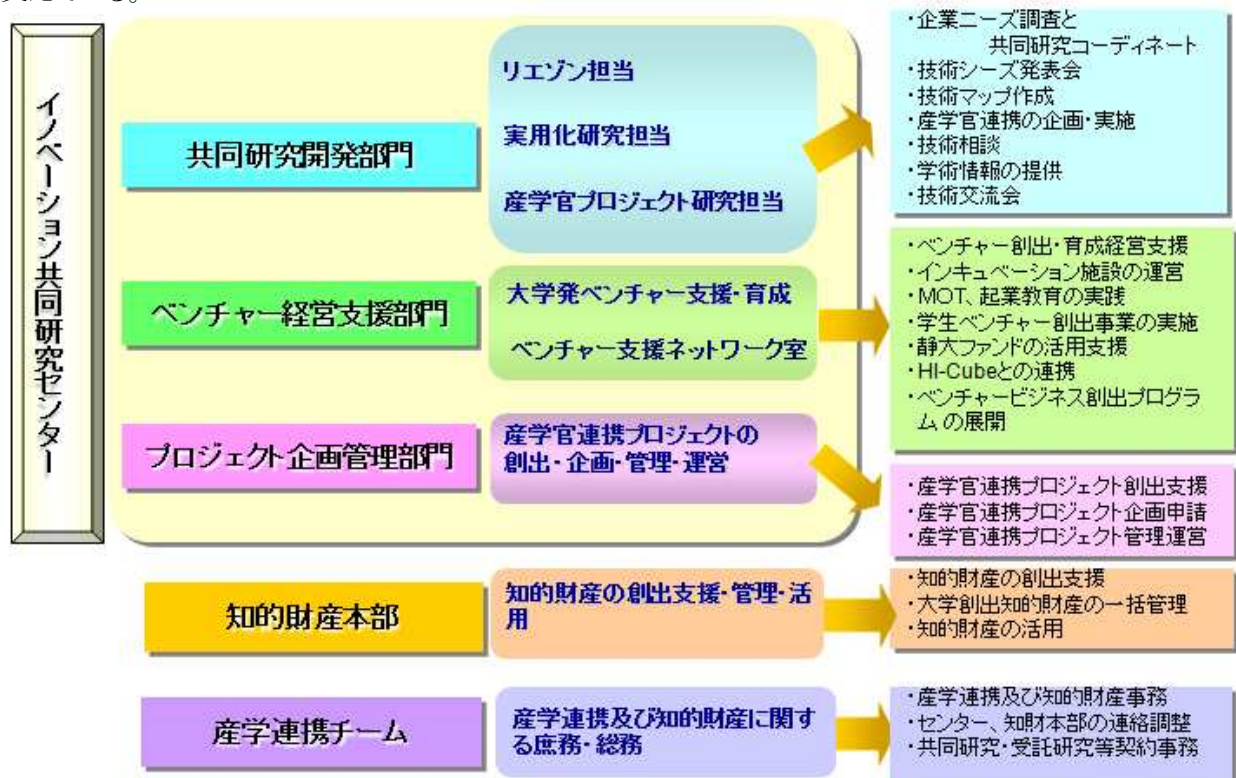 イノベーション共同研究センター
共同研究開発部門
リエゾン担当
実用化研究担当
産学官プロジェクト研究担当
・企業ニーズ調査と
共同研究コーディネート
・技術シーズ発表会
・技術マップ作成
・産学官連携の企画・実施
・技術相談
・学術情報の提供
・技術交流会
ベンチャー経営支援部門
大学発ベンチャー支援・育成
ベンチャー支援ネットワーク室
・ベンチャー創出・育成経営支援
・インキュベーション施設の運営
・MOT、起業教育の実践
・学生ベンチャー創出事業の実施
・静大ファンドの活用支援
・HI-Cubeとの連携
・ベンチャービジネス創出プログラ
ムの展開
プロジェクト企画管理部門
産学官連携プロジェクトの
創出・企画・管理・運営
・産学官連携プロジェクト創出支援
・産学官連携プロジェクト企画申請
・産学官連携プロジェクト管理運営
知的財産本部
知的財産の創出支援・管理・活
用
・知的財産の創出支援
・大学創出知的財産の一括管理
・知的財産の活用
産学連携チーム
産学連携及び知的財産に関す
る庶務・総務
・産学連携及び知的財産事務
・センター、知財本部の連絡調整
・共同研究・受託研究等契約事務